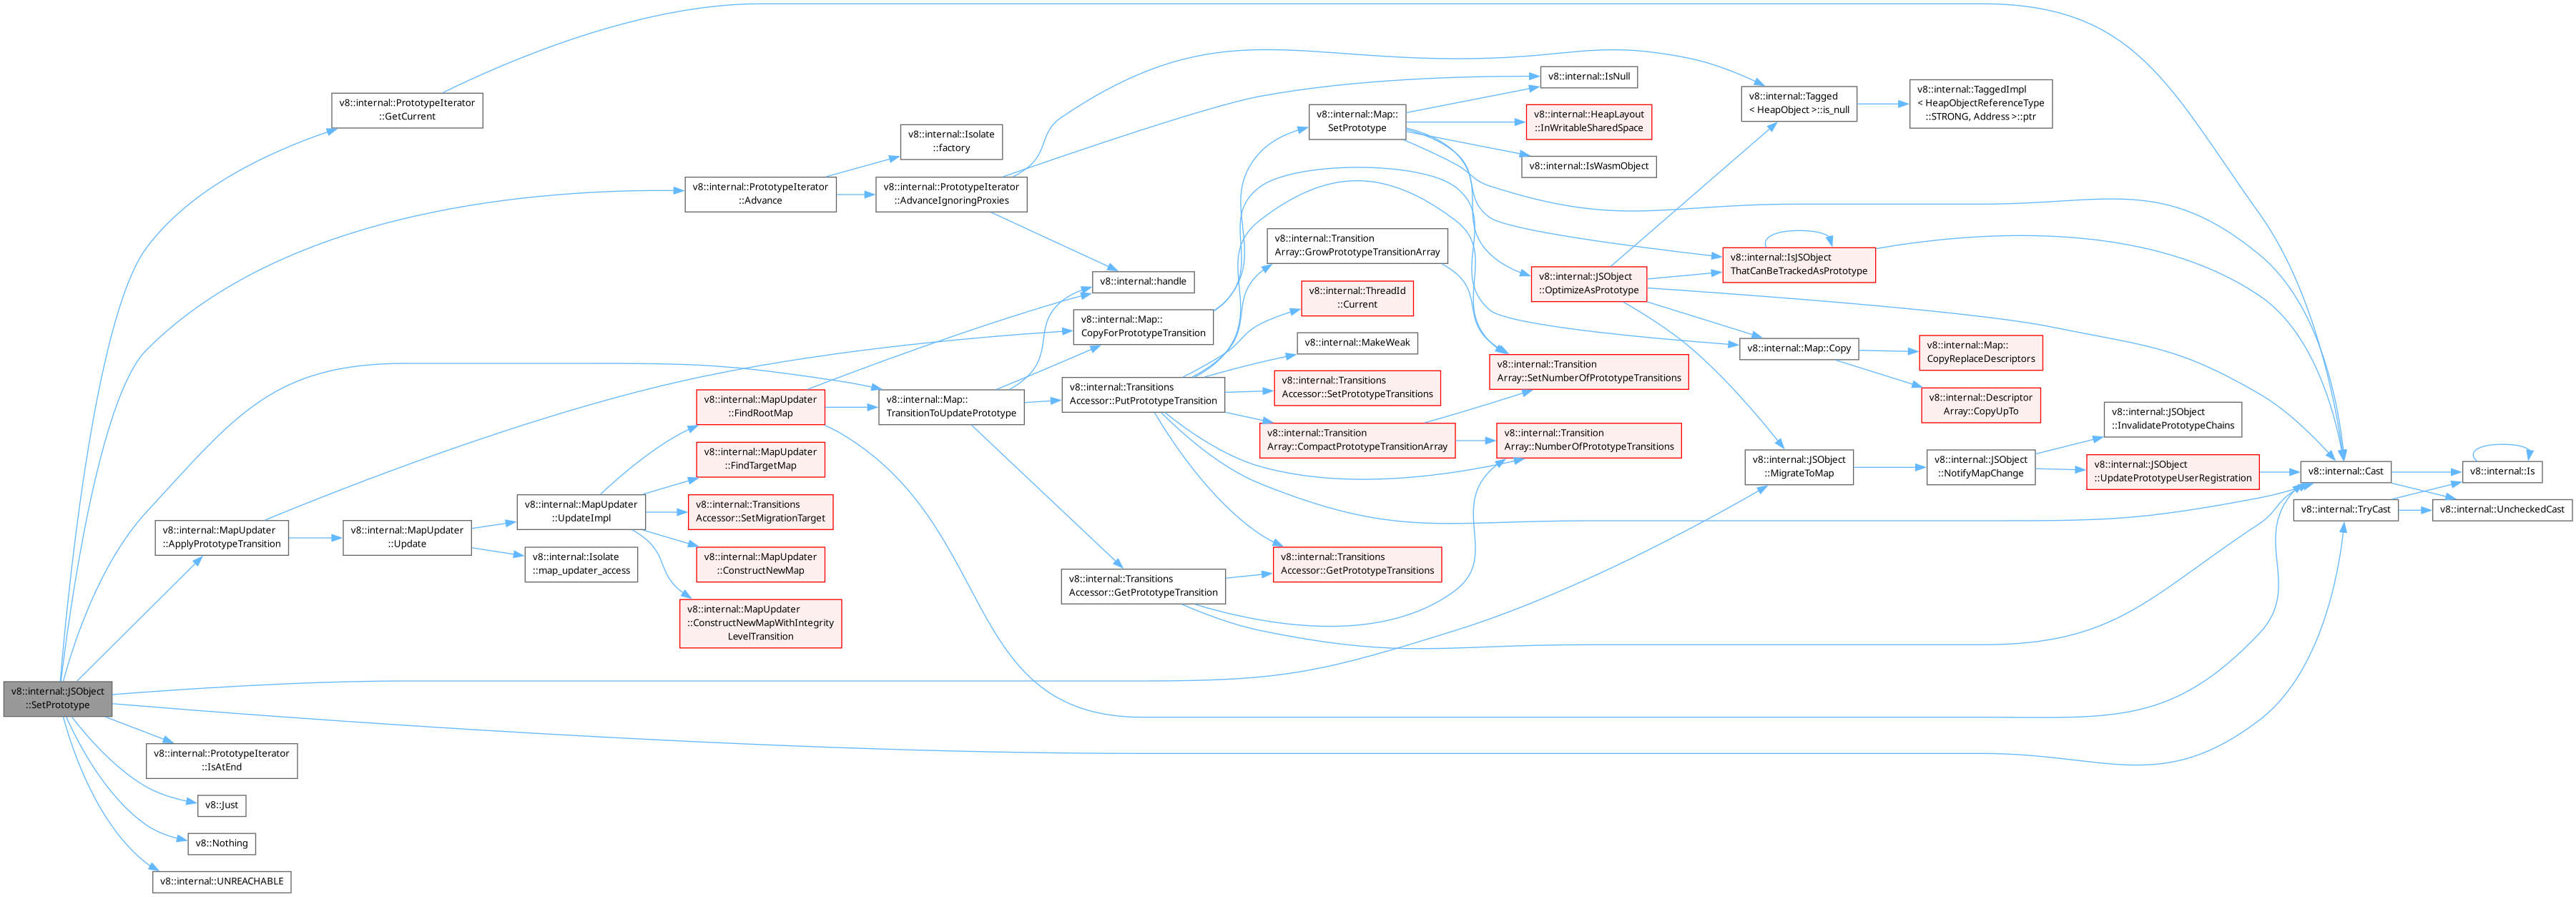 v8::internal::JSObject
::SetPrototype
v8::internal::PrototypeIterator
::GetCurrent
v8::internal::MapUpdater
::ApplyPrototypeTransition
v8::internal::PrototypeIterator
::IsAtEnd
v8::Just
v8::Nothing
v8::internal::UNREACHABLE
v8::internal::MapUpdater
::Update
v8::internal::MapUpdater
::UpdateImpl
v8::internal::Isolate
::map_updater_access
v8::internal::PrototypeIterator
::Advance
v8::internal::MapUpdater
::FindRootMap
v8::internal::MapUpdater
::FindTargetMap
v8::internal::Transitions
Accessor::SetMigrationTarget
v8::internal::MapUpdater
::ConstructNewMap
v8::internal::MapUpdater
::ConstructNewMapWithIntegrity
LevelTransition
v8::internal::Isolate
::factory
v8::internal::PrototypeIterator
::AdvanceIgnoringProxies
v8::internal::Map::
TransitionToUpdatePrototype
v8::internal::handle
v8::internal::Map::
CopyForPrototypeTransition
v8::internal::Transitions
Accessor::PutPrototypeTransition
v8::internal::Transitions
Accessor::GetPrototypeTransition
v8::internal::Map::
SetPrototype
v8::internal::Transition
Array::GrowPrototypeTransitionArray
v8::internal::ThreadId
::Current
v8::internal::MakeWeak
v8::internal::Transitions
Accessor::SetPrototypeTransitions
v8::internal::Transition
Array::CompactPrototypeTransitionArray
v8::internal::Transitions
Accessor::GetPrototypeTransitions
v8::internal::IsNull
v8::internal::HeapLayout
::InWritableSharedSpace
v8::internal::IsWasmObject
v8::internal::JSObject
::OptimizeAsPrototype
v8::internal::Transition
Array::SetNumberOfPrototypeTransitions
v8::internal::Transition
Array::NumberOfPrototypeTransitions
v8::internal::Tagged
< HeapObject >::is_null
v8::internal::IsJSObject
ThatCanBeTrackedAsPrototype
v8::internal::Map::Copy
v8::internal::JSObject
::MigrateToMap
v8::internal::TaggedImpl
< HeapObjectReferenceType
::STRONG, Address >::ptr
v8::internal::Map::
CopyReplaceDescriptors
v8::internal::Descriptor
Array::CopyUpTo
v8::internal::JSObject
::NotifyMapChange
v8::internal::JSObject
::InvalidatePrototypeChains
v8::internal::JSObject
::UpdatePrototypeUserRegistration
v8::internal::Cast
v8::internal::TryCast
v8::internal::Is
v8::internal::UncheckedCast